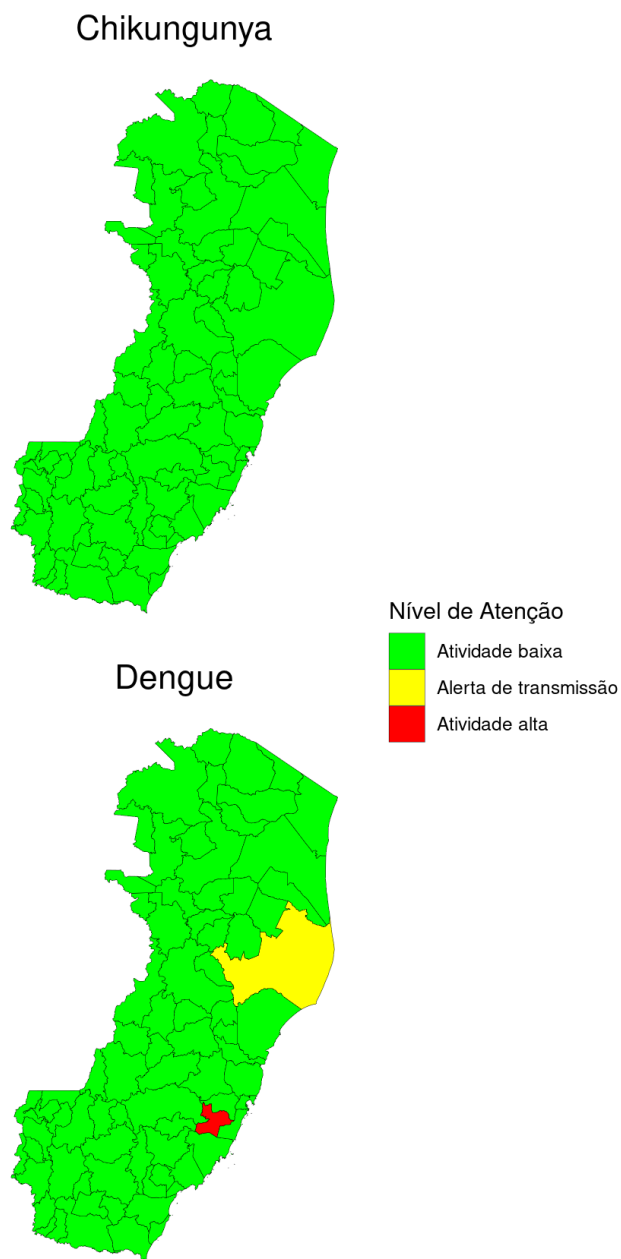 Chikungunya
Nível de Atenção
Atividade baixa
Alerta de transmissão
Atividade alta
Dengue